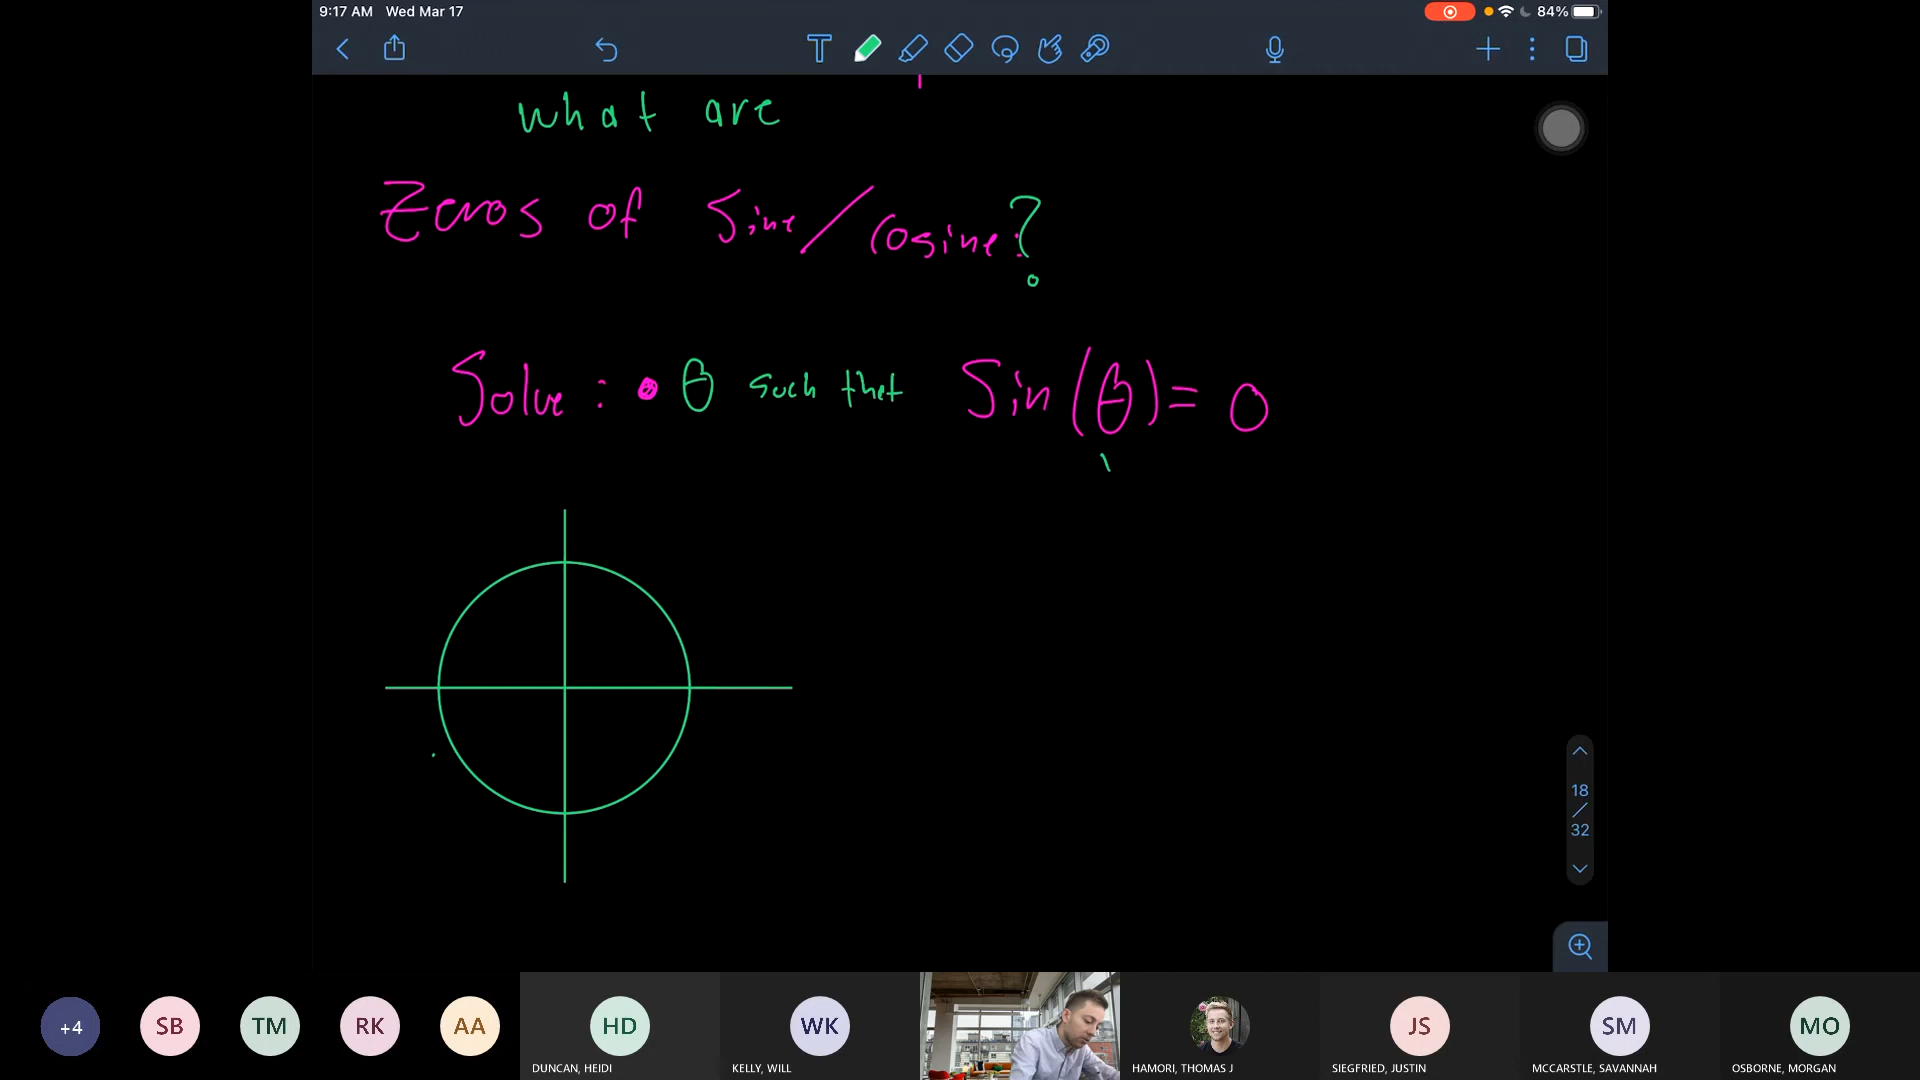 9:17 AM Wed Mar 17
84%
what are
Zeros of Sine/Cosine:?
Solve: θ such that Sin(θ)= 0
18
/
32
+4
SB
TM
RK
AA
HD
WK
JS
SM
MO
DUNCAN, HEIDI
KELLY, WILL
HAMORI, THOMAS J
SIEGFRIED, JUSTIN
MCCARSTLE, SAVANNAH
OSBORNE, MORGAN